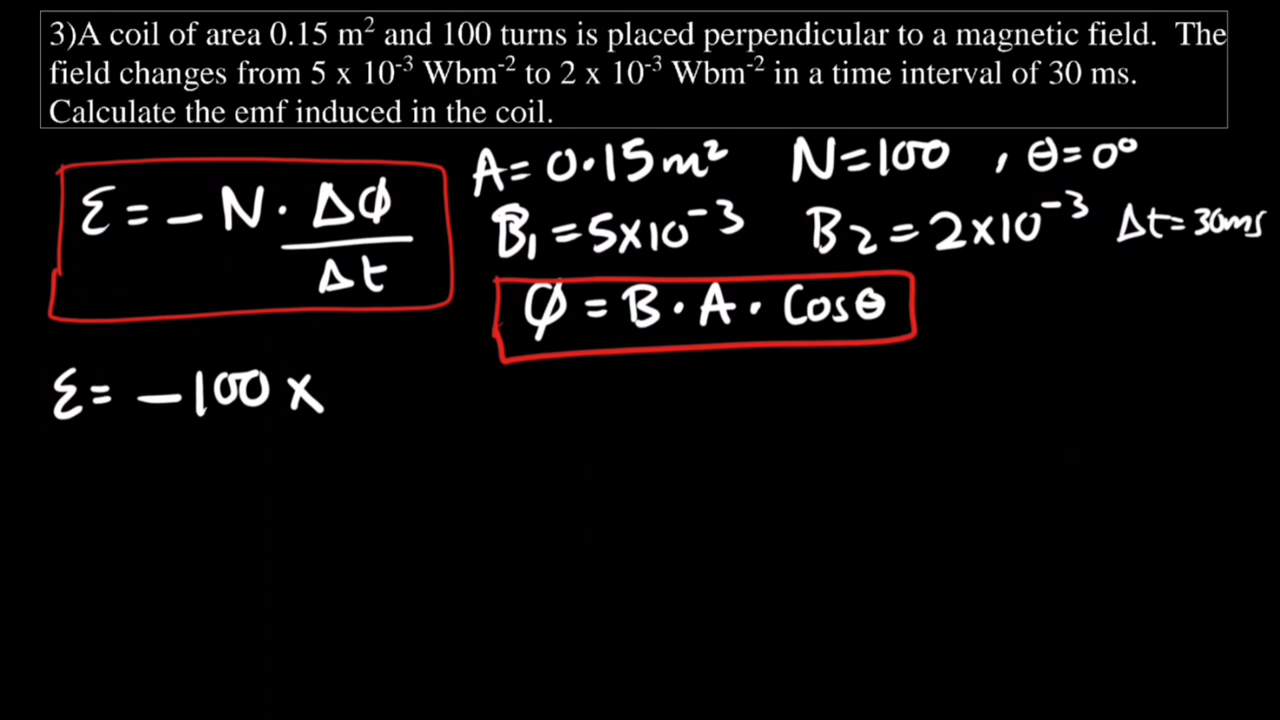 3)A coil of area 0.15 m² and 100 turns is placed perpendicular to a magnetic field. The
field changes from 5 x 10⁻³ Wbm⁻² to 2 x 10⁻³ Wbm⁻² in a time interval of 30 ms.
Calculate the emf induced in the coil.
A=0.15m² N=100 , θ=0°
ε=-N·Δϕ/Δt
B₁=5x10⁻³ B₂=2x10⁻³ Δt=30ms
ϕ=B·A·Cosθ
ε=-100x